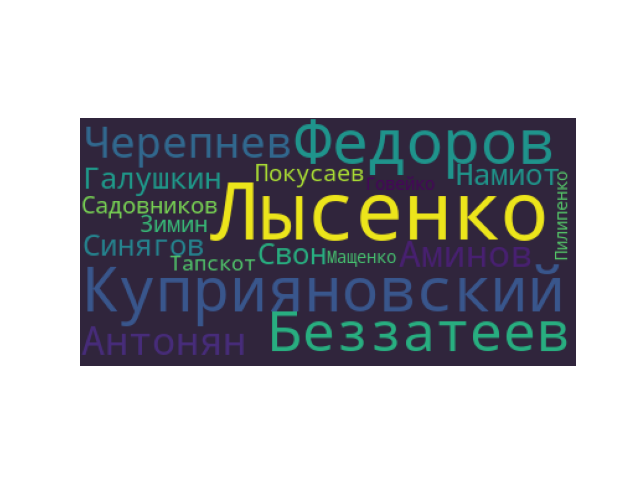 Черепнев Федоров
Галушкин Покусаев Говейко Намиот
Садовников Лысенко Пилипенко
Зимин
Синягов Свон Мащенко Аминов
Тапскот
Куприяновский
Антонян Беззатеев